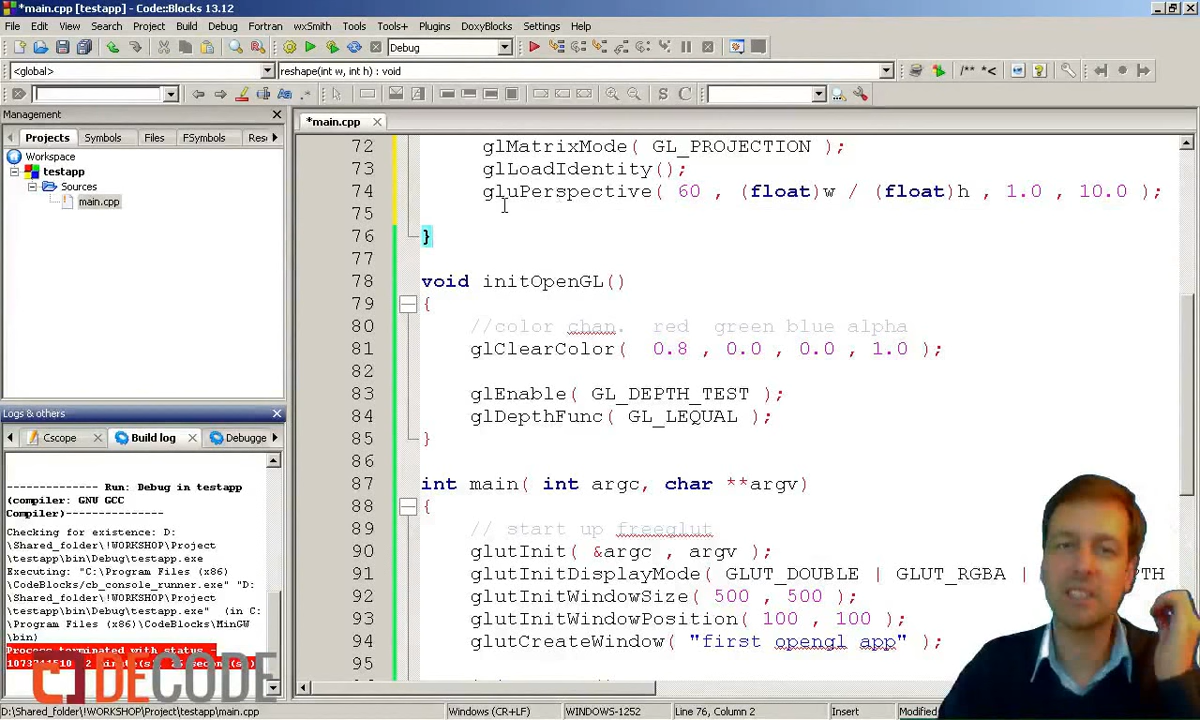 *main.cpp [testapp] - Code::Blocks 13.12
File Edit View Search Project Build Debug Fortran wxSmith Tools Tools+ Plugins DoxyBlocks Settings Help
Debug
<global> reshape(int w, int h) : void
/** *<
S C
Management
*main.cpp
Projects Symbols Files FSymbols
Workspace
testapp
Sources
main.cpp
72 glMatrixMode( GL_PROJECTION );
73 glLoadIdentity();
74 gluPerspective( 60 , (float)w / (float)h , 1.0 , 10.0 );
75
76 }
77
78 void initOpenGL()
79 {
80 //color chan. red green blue alpha
81 glClearColor( 0.8 , 0.0 , 0.0 , 1.0 );
82
83 glEnable( GL_DEPTH_TEST );
84 glDepthFunc( GL_LEQUAL );
85 }
86
87 int main( int argc, char **argv)
88 {
89 // start up freeglut
90 glutInit( &argc , argv );
91 glutInitDisplayMode( GLUT_DOUBLE | GLUT_RGBA |
92 glutInitWindowSize( 500 , 500 );
93 glutInitWindowPosition( 100 , 100 );
94 glutCreateWindow( "first opengl app" );
95
Logs & others
Cscope Build log Debugge
-------------- Run: Debug in testapp
(compiler: GNU GCC
Compiler)---------------
Checking for existence: D:
\Shared_folder\!WORKSHOP\Project
\testapp\bin\Debug\testapp.exe
Executing: "C:\Program Files (x86)
\CodeBlocks/cb_console_runner.exe" "D:
\Shared_folder\!WORKSHOP\Project
\testapp\bin\Debug\testapp.exe" (in C:
\Program Files (x86)\CodeBlocks\MinGW
\bin)
Process terminated with status -
DECODE
D:\Shared_folder\!WORKSHOP\Project\testapp\main.cpp Windows (CR+LF) WINDOWS-1252 Line 76, Column 2 Insert Modified